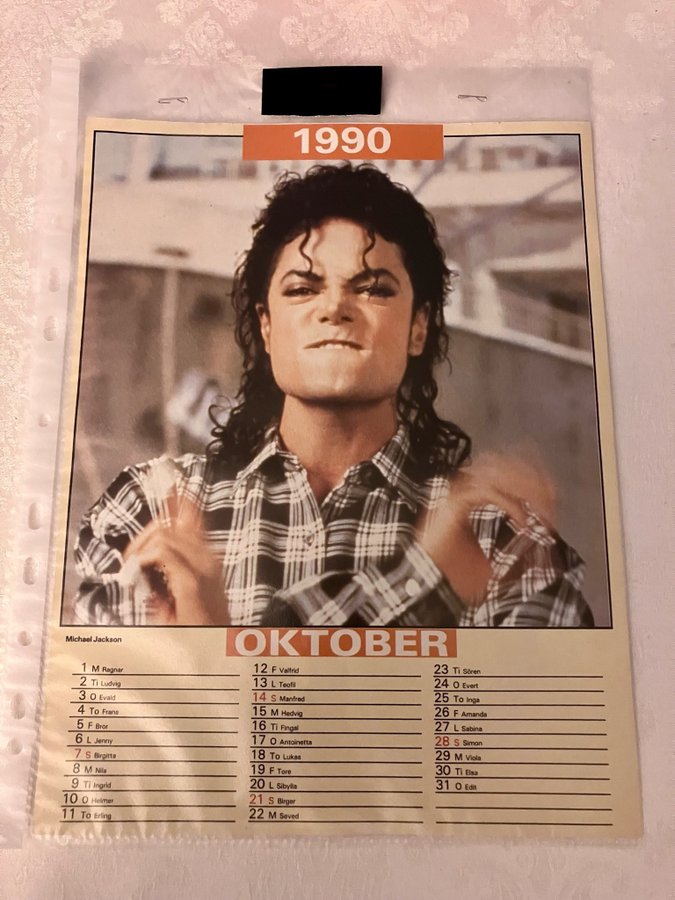 1990
Michael Jackson
OKTOBER
1 M Ragnar
2 Ti Ludvig
3 O Evald
4 To Frans
5 F Bror
6 L Jenny
7 S Birgitta
8 M Nila
9 Ti Ingrid
10 O Helmer
11 To Erling
12 F Valfrid
13 L Teofil
14 S Manfred
15 M Hedvig
16 Ti Fingal
17 O Antoinetta
18 To Lukas
19 F Tore
20 L Sibylla
21 S Birger
22 M Seved
23 Ti Sören
24 O Evert
25 To Inga
26 F Amanda
27 L Sabina
28 S Simon
29 M Viola
30 Ti Elsa
31 O Edit